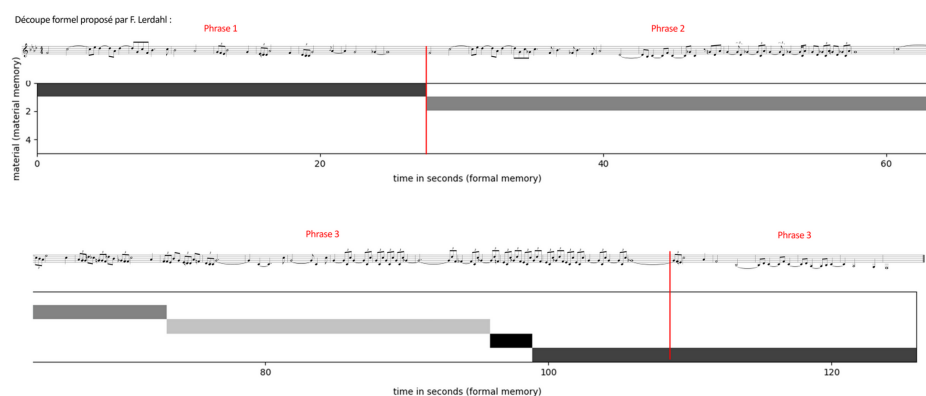 Découpe formel proposé par F. Lerdahl :
Phrase 1
Phrase 2
material (material memory)
0
2
4
0
20
40
60
time in seconds (formal memory)
Phrase 3
Phrase 3
80
100
120
time in seconds (formal memory)